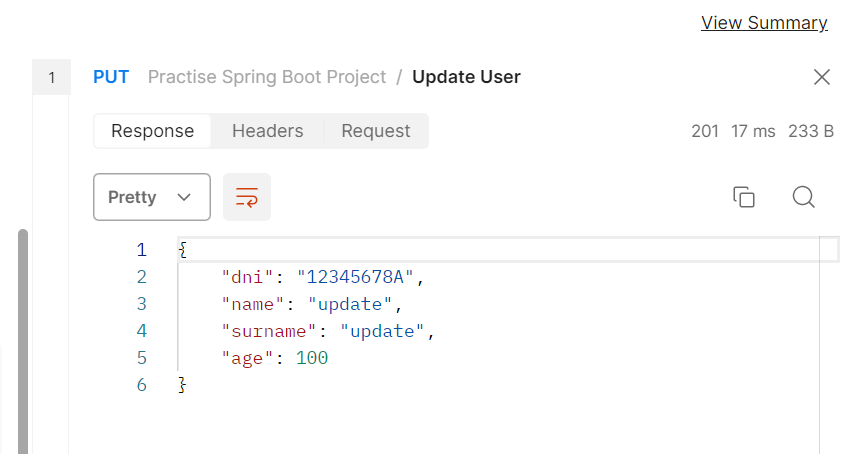 View Summary
1 PUT Practise Spring Boot Project / Update User
Response Headers Request 201 17 ms 233 B
Pretty
1 {
2 "dni": "12345678A",
3 "name": "update",
4 "surname": "update",
5 "age": 100
6 }